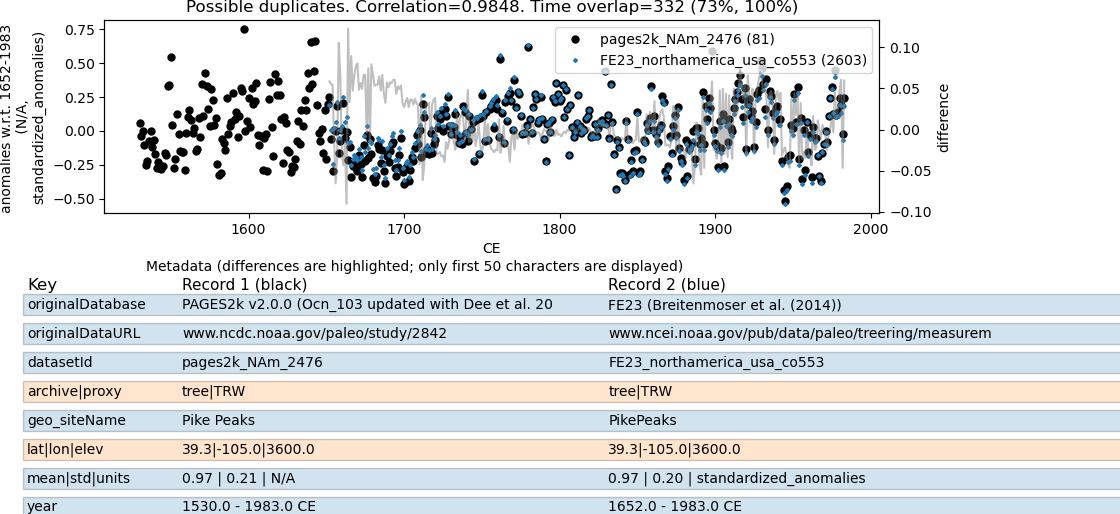 Possible duplicates. Correlation=0.9848. Time overlap=332 (73%, 100%)
anomalies w.r.t. 1652-1983
(N/A,
standardized_anomalies)
0.75
0.50
0.25
0.00
−0.25
−0.50
pages2k_NAm_2476 (81)
FE23_northamerica_usa_co553 (2603)
0.10
0.05
0.00
−0.05
−0.10
difference
1600 1700 1800 1900 2000
CE
Metadata (differences are highlighted; only first 50 characters are displayed)
Key Record 1 (black) Record 2 (blue)
originalDatabase PAGES2k v2.0.0 (Ocn_103 updated with Dee et al. 20 FE23 (Breitenmoser et al. (2014))
originalDataURL www.ncdc.noaa.gov/paleo/study/2842 www.ncei.noaa.gov/pub/data/paleo/treering/measurem
datasetId pages2k_NAm_2476 FE23_northamerica_usa_co553
archive|proxy tree|TRW tree|TRW
geo_siteName Pike Peaks PikePeaks
lat|lon|elev 39.3|-105.0|3600.0 39.3|-105.0|3600.0
mean|std|units 0.97 | 0.21 | N/A 0.97 | 0.20 | standardized_anomalies
year 1530.0 - 1983.0 CE 1652.0 - 1983.0 CE